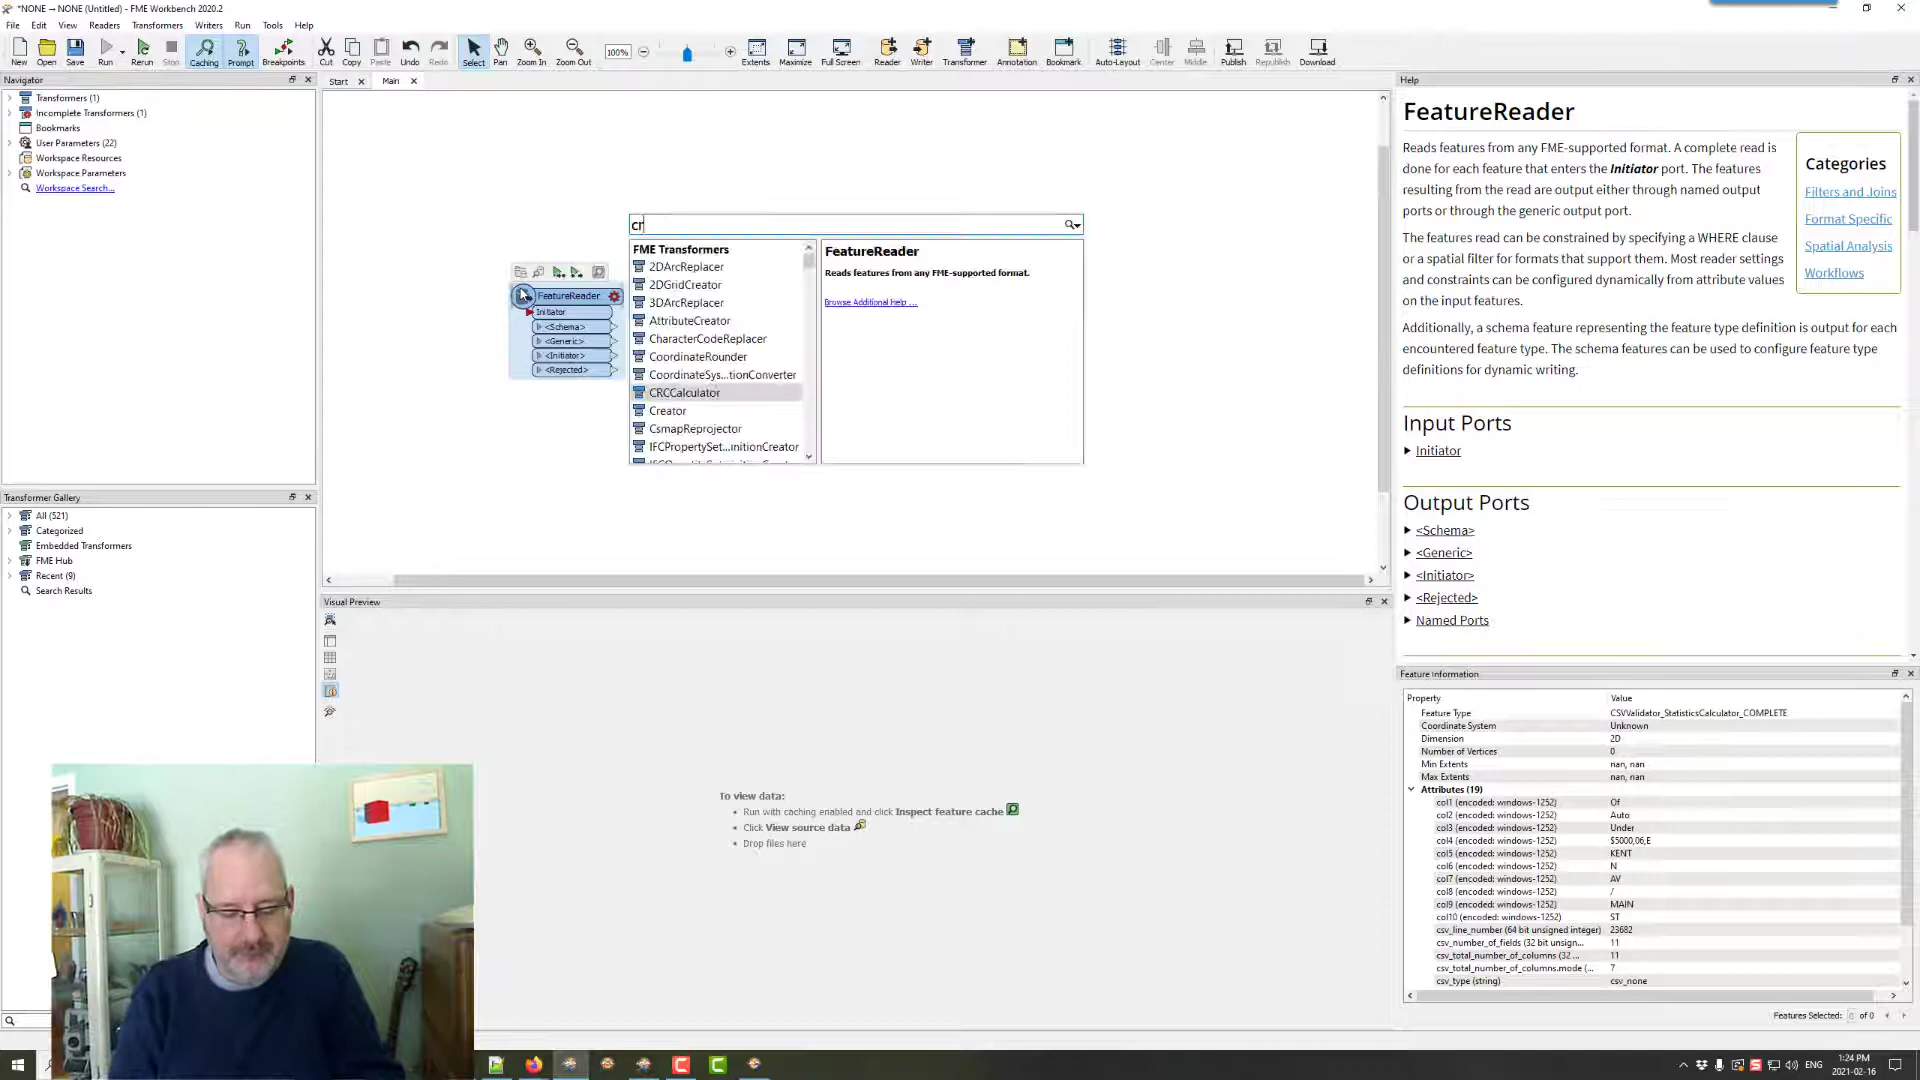 *NONE → NONE (Untitled) - FME Workbench 2020.2
File Edit View Readers Transformers Writers Run Tools Help
New Open Save Run Rerun Stop Caching Prompt Breakpoints Cut Copy Paste Undo Redo Select Pan Zoom In 100% Zoom Out Extents Maximize Full Screen Reader Writer Transformer Annotation Bookmark Auto-Layout Center Middle Publish Republish Download
Navigator
Transformers (1)
Incomplete Transformers (1)
Bookmarks
User Parameters (22)
Workspace Resources
Workspace Parameters
Workspace Search...
Transformer Gallery
All (521)
Categorized
Embedded Transformers
FME Hub
Recent (9)
Search Results
Start Main
cr
FME Transformers
2DArcReplacer
2DGridCreator
3DArcReplacer
AttributeCreator
CharacterCodeReplacer
CoordinateRounder
CoordinateSys...tionConverter
CRCCalculator
Creator
CsmapReprojector
IFCPropertySet...initionCreator
FeatureReader
Reads features from any FME-supported format.
Browse Additional Help ...
FeatureReader
Initiator
<Schema>
<Generic>
<Initiator>
<Rejected>
Visual Preview
To view data:
• Run with caching enabled and click Inspect feature cache
• Click View source data
• Drop files here
Help
FeatureReader
Reads features from any FME-supported format. A complete read is
done for each feature that enters the Initiator port. The features
resulting from the read are output either through named output
ports or through the generic output port.
The features read can be constrained by specifying a WHERE clause
or a spatial filter for formats that support them. Most reader settings
and constraints can be configured dynamically from attribute values
on the input features.
Additionally, a schema feature representing the feature type definition is output for each
encountered feature type. The schema features can be used to configure feature type
definitions for dynamic writing.
Categories
Filters and Joins
Format Specific
Spatial Analysis
Workflows
Input Ports
Initiator
Output Ports
<Schema>
<Generic>
<Initiator>
<Rejected>
Named Ports
Feature Information
Property Value
Feature Type CSVValidator_StatisticsCalculator_COMPLETE
Coordinate System Unknown
Dimension 2D
Number of Vertices 0
Min Extents nan, nan
Max Extents nan, nan
Attributes (19)
col1 (encoded: windows-1252) Of
col2 (encoded: windows-1252) Auto
col3 (encoded: windows-1252) Under
col4 (encoded: windows-1252) $5000,06,E
col5 (encoded: windows-1252) KENT
col6 (encoded: windows-1252) N
col7 (encoded: windows-1252) AV
col8 (encoded: windows-1252) /
col9 (encoded: windows-1252) MAIN
col10 (encoded: windows-1252) ST
csv_line_number (64 bit unsigned integer) 23682
csv_number_of_fields (32 bit unsign... 11
csv_total_number_of_columns (32 ... 11
csv_total_number_of_columns.mode (... 7
csv_type (string) csv_none
Features Selected: 0 of 0
ENG
1:24 PM
2021-02-16